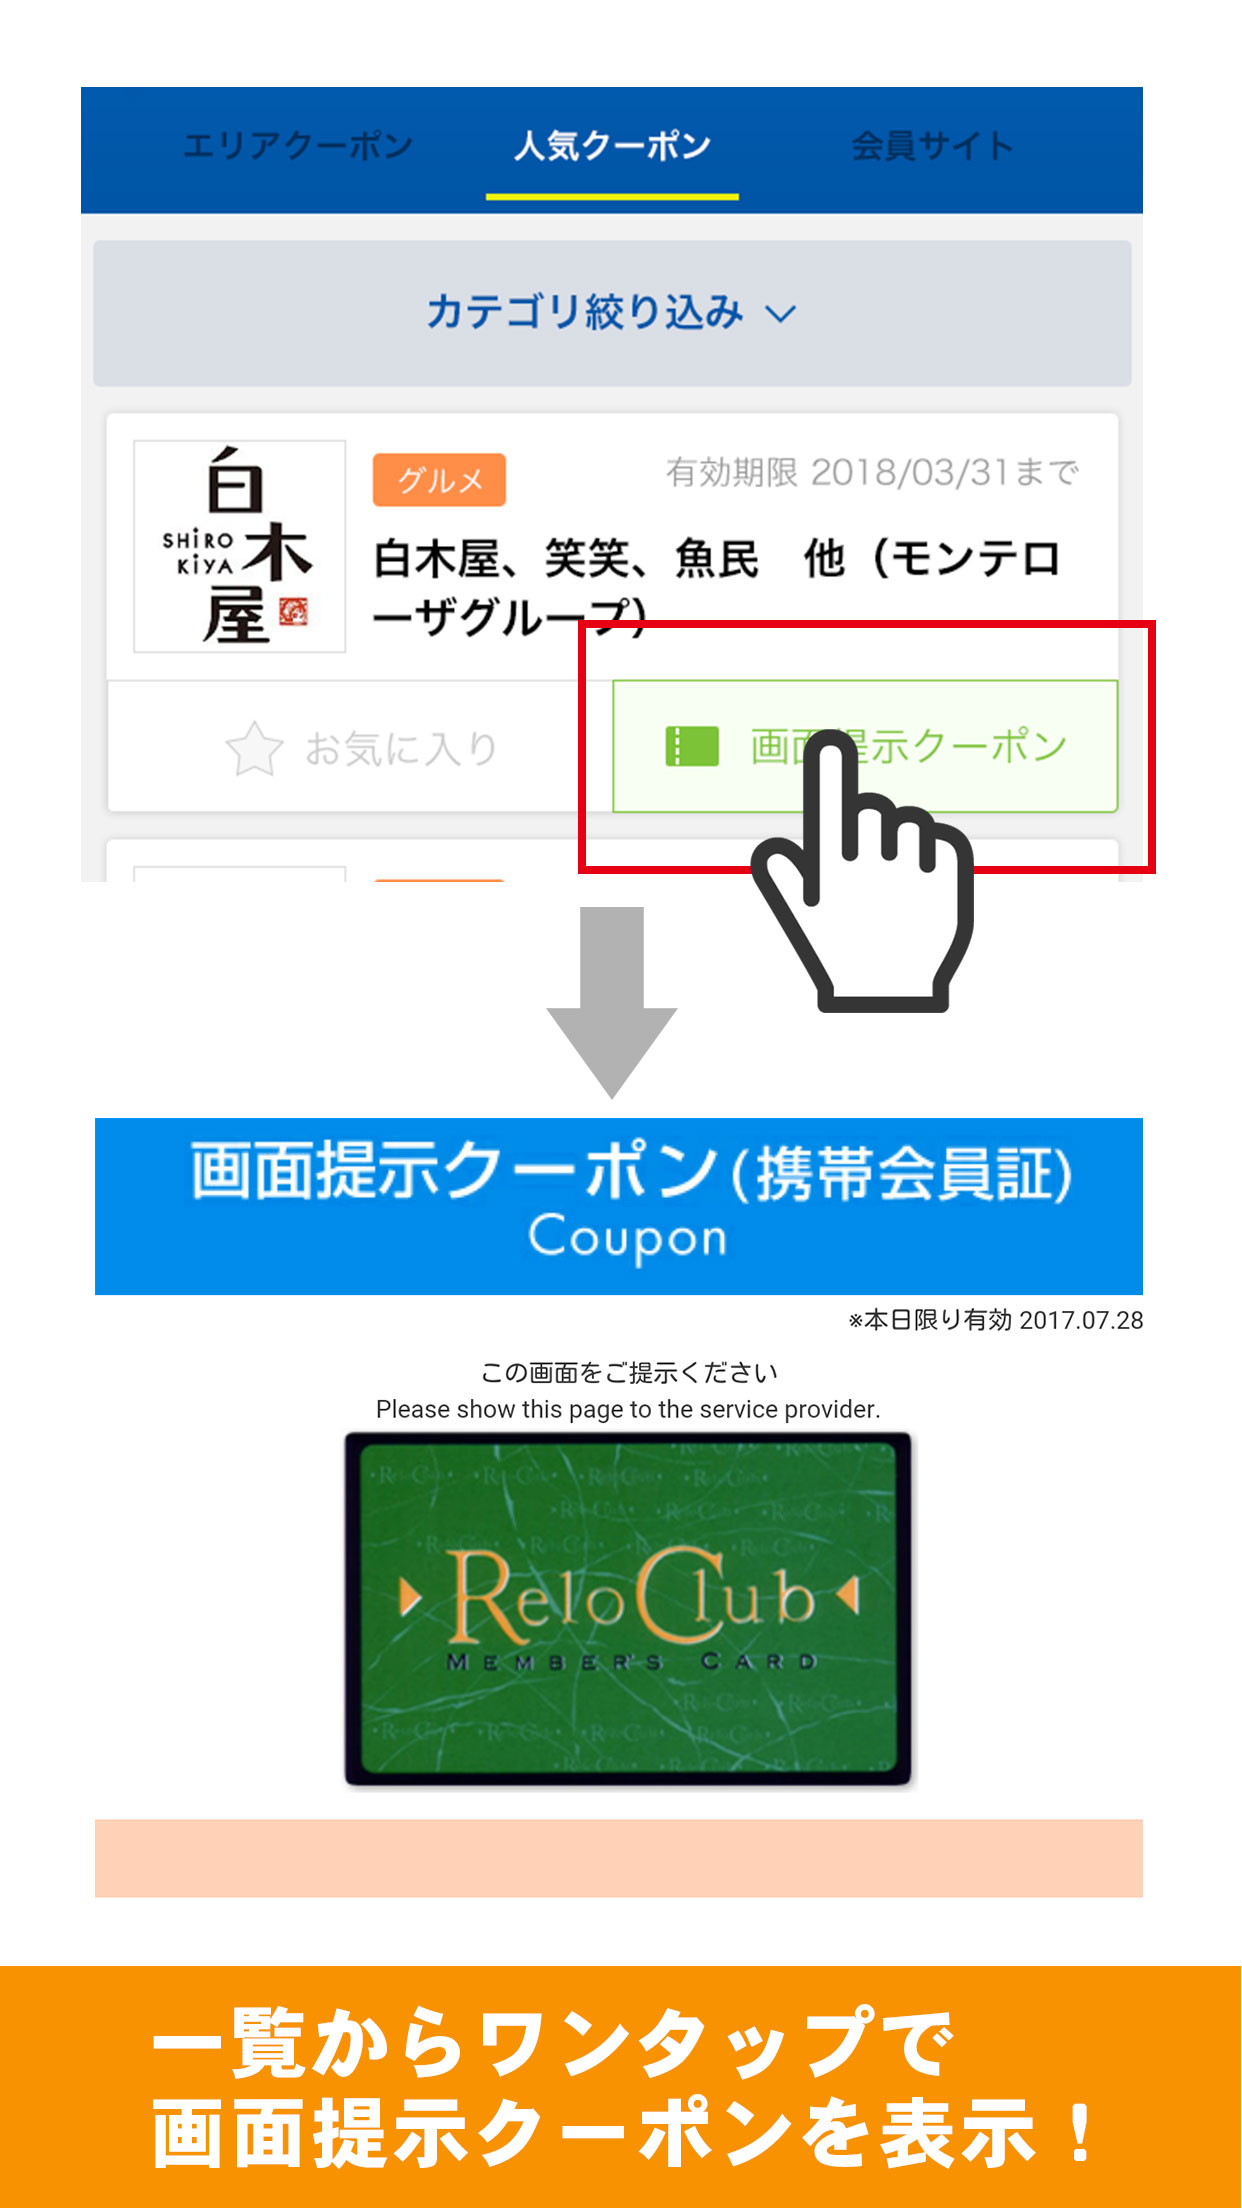 エリアクーポン 人気クーポン 会員サイト
カテゴリ絞り込み
白木屋
SHIRO
KIYA
グルメ 有効期限 2018/03/31まで
白木屋、笑笑、魚民　他（モンテロ
ーザグループ）
お気に入り 画面提示クーポン
画面提示クーポン(携帯会員証)
Coupon
※本日限り有効 2017.07.28
この画面をご提示ください
Please show this page to the service provider.
ReloClub
MEMBER'S CARD
一覧からワンタップで
画面提示クーポンを表示！